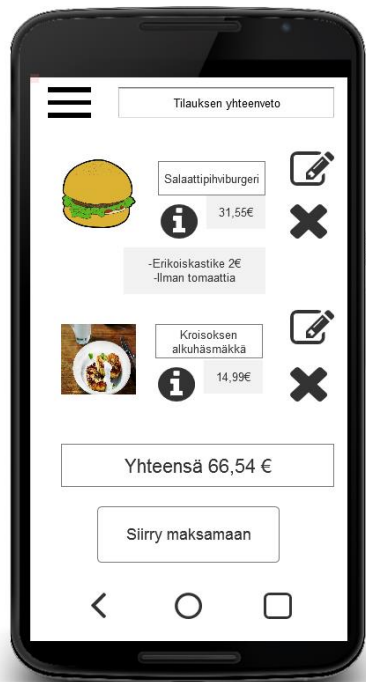 Tilauksen yhteenveto
Salaattipihviburgeri
31,55€
-Erikoiskastike 2€
-Ilman tomaattia
Kroisoksen
alkuhäsmäkkä
14,99€
Yhteensä 66,54 €
Siirry maksamaan